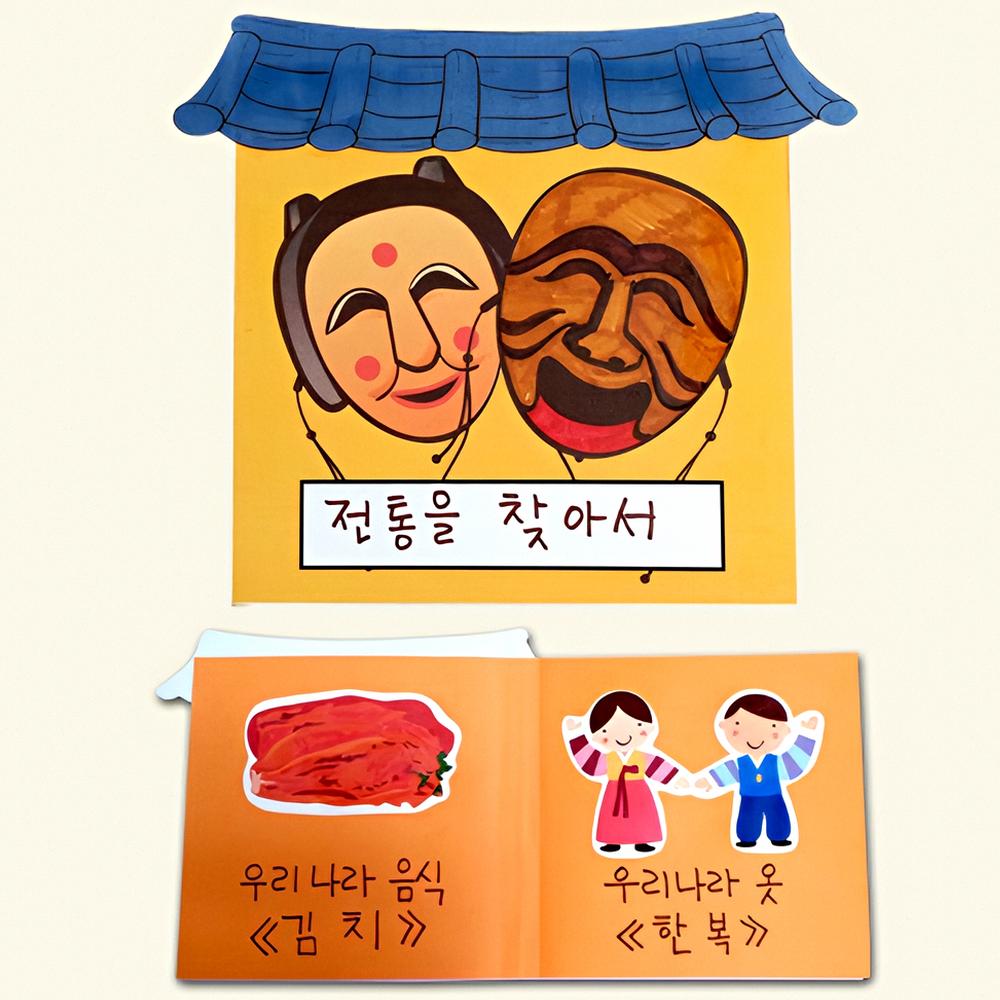 전통을 찾아서
우리나라 음식
《김치》
우리나라 옷
《한복》